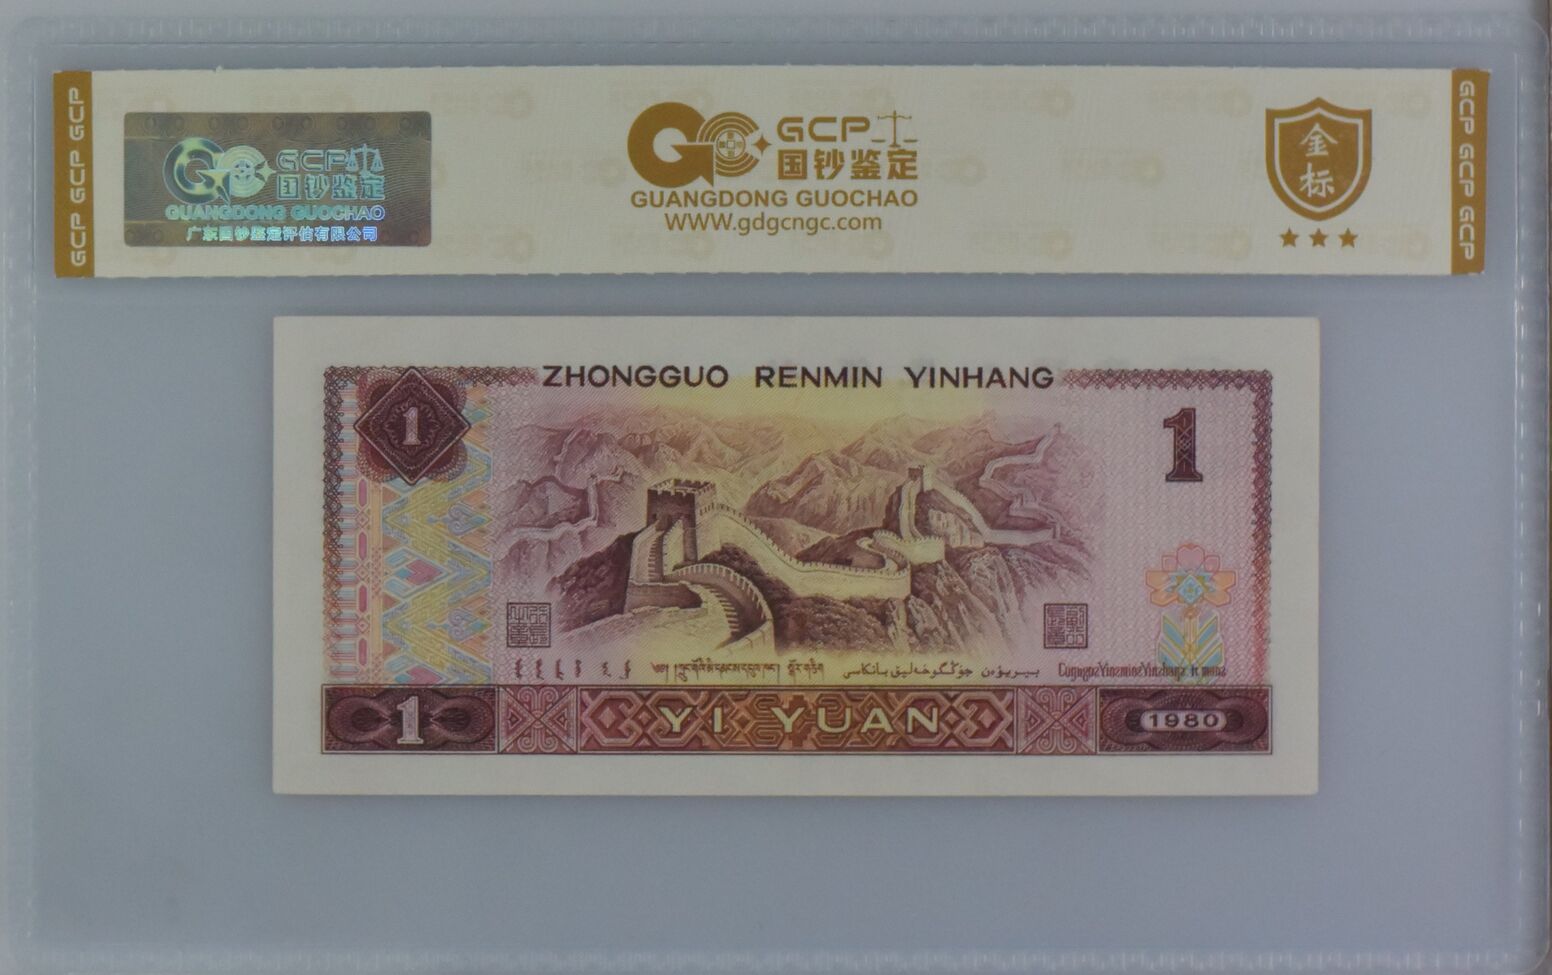 GCP GCP GCP
GCP
国钞鉴定
GUANGDONG GUOCHAO
广东国钞鉴定评估有限公司
GCP
国钞鉴定
GUANGDONG GUOCHAO
WWW.gdgcngc.com
金
标
GCP GCP GCP
ZHONGGUO RENMIN YINHANG
1
1
1 YI YUAN 1980